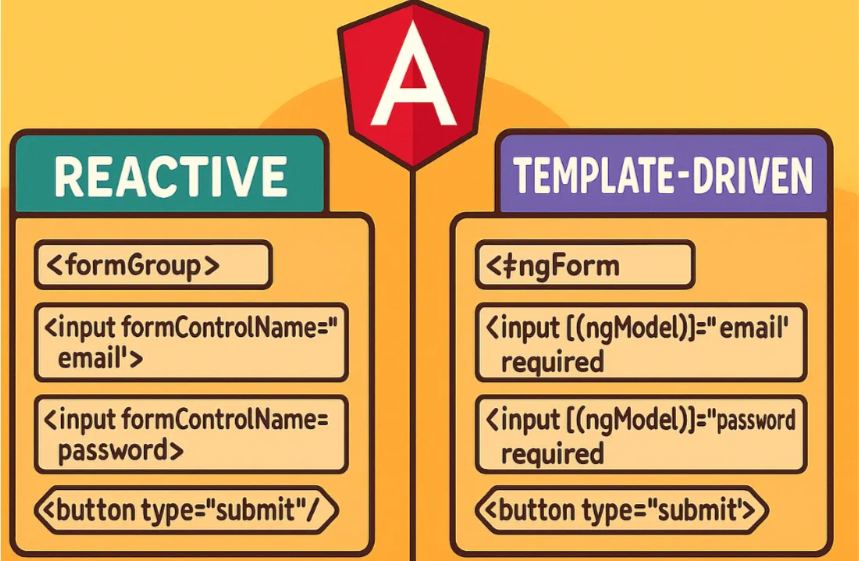 A
REACTIVE
<formGroup>
<input formControlName="
email'>
<input formControlName=
password>
<button type="submit"/
TEMPLATE-DRIVEN
<‡ngForm
<input [(ngModel)]="email'
required
<input [(ngModel)]="password
required
<button type="submit'>